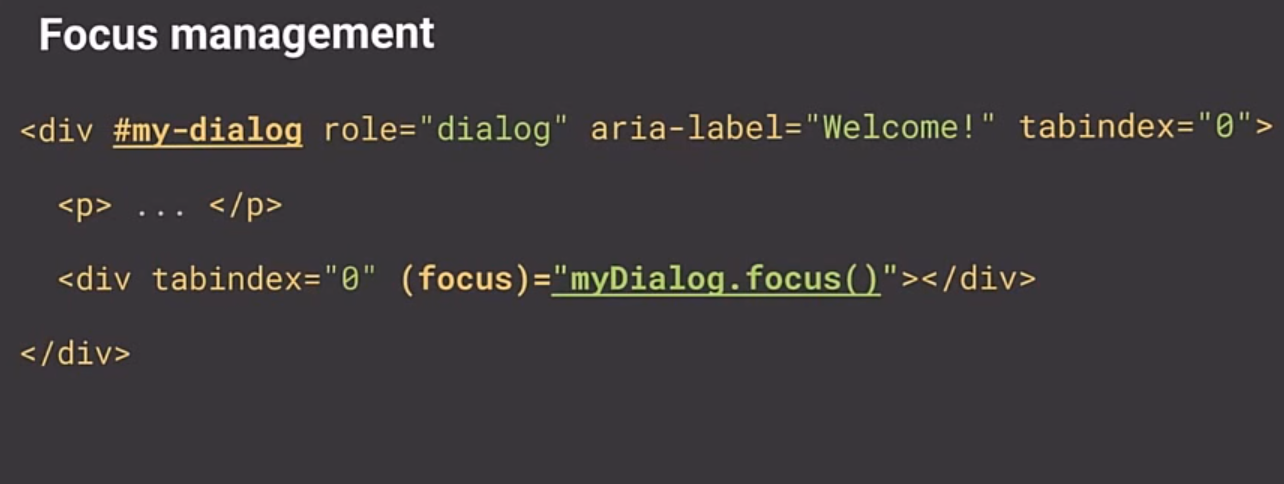 Focus management
<div #my-dialog role="dialog" aria-label="Welcome!" tabindex="0">
<p> ... </p>
<div tabindex="0" (focus)="myDialog.focus()"></div>
</div>